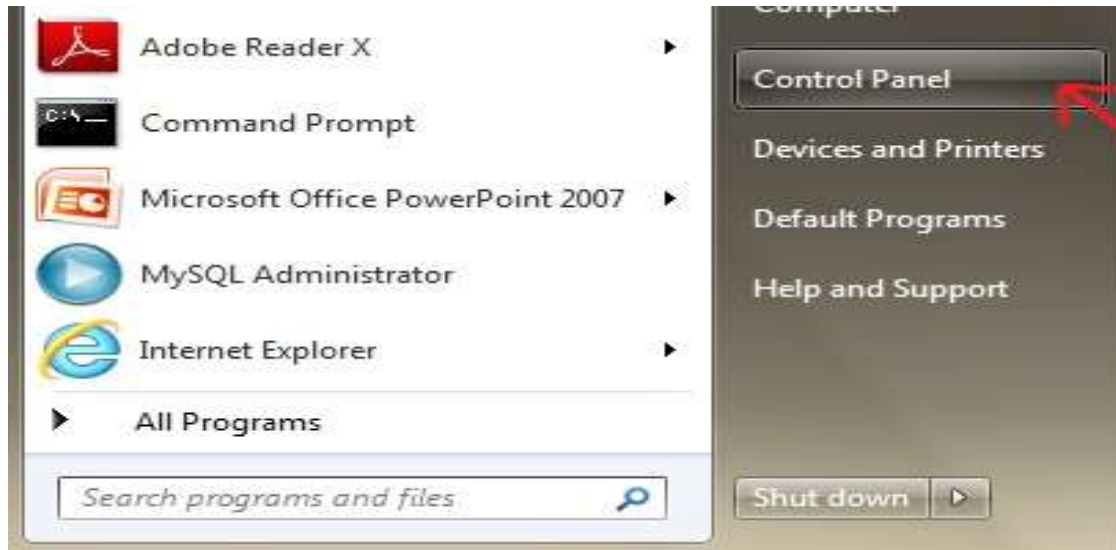 Adobe Reader X
C:\
Command Prompt
Microsoft Office PowerPoint 2007
MySQL Administrator
Internet Explorer
All Programs
Search programs and files
Computer
Control Panel
Devices and Printers
Default Programs
Help and Support
Shut down